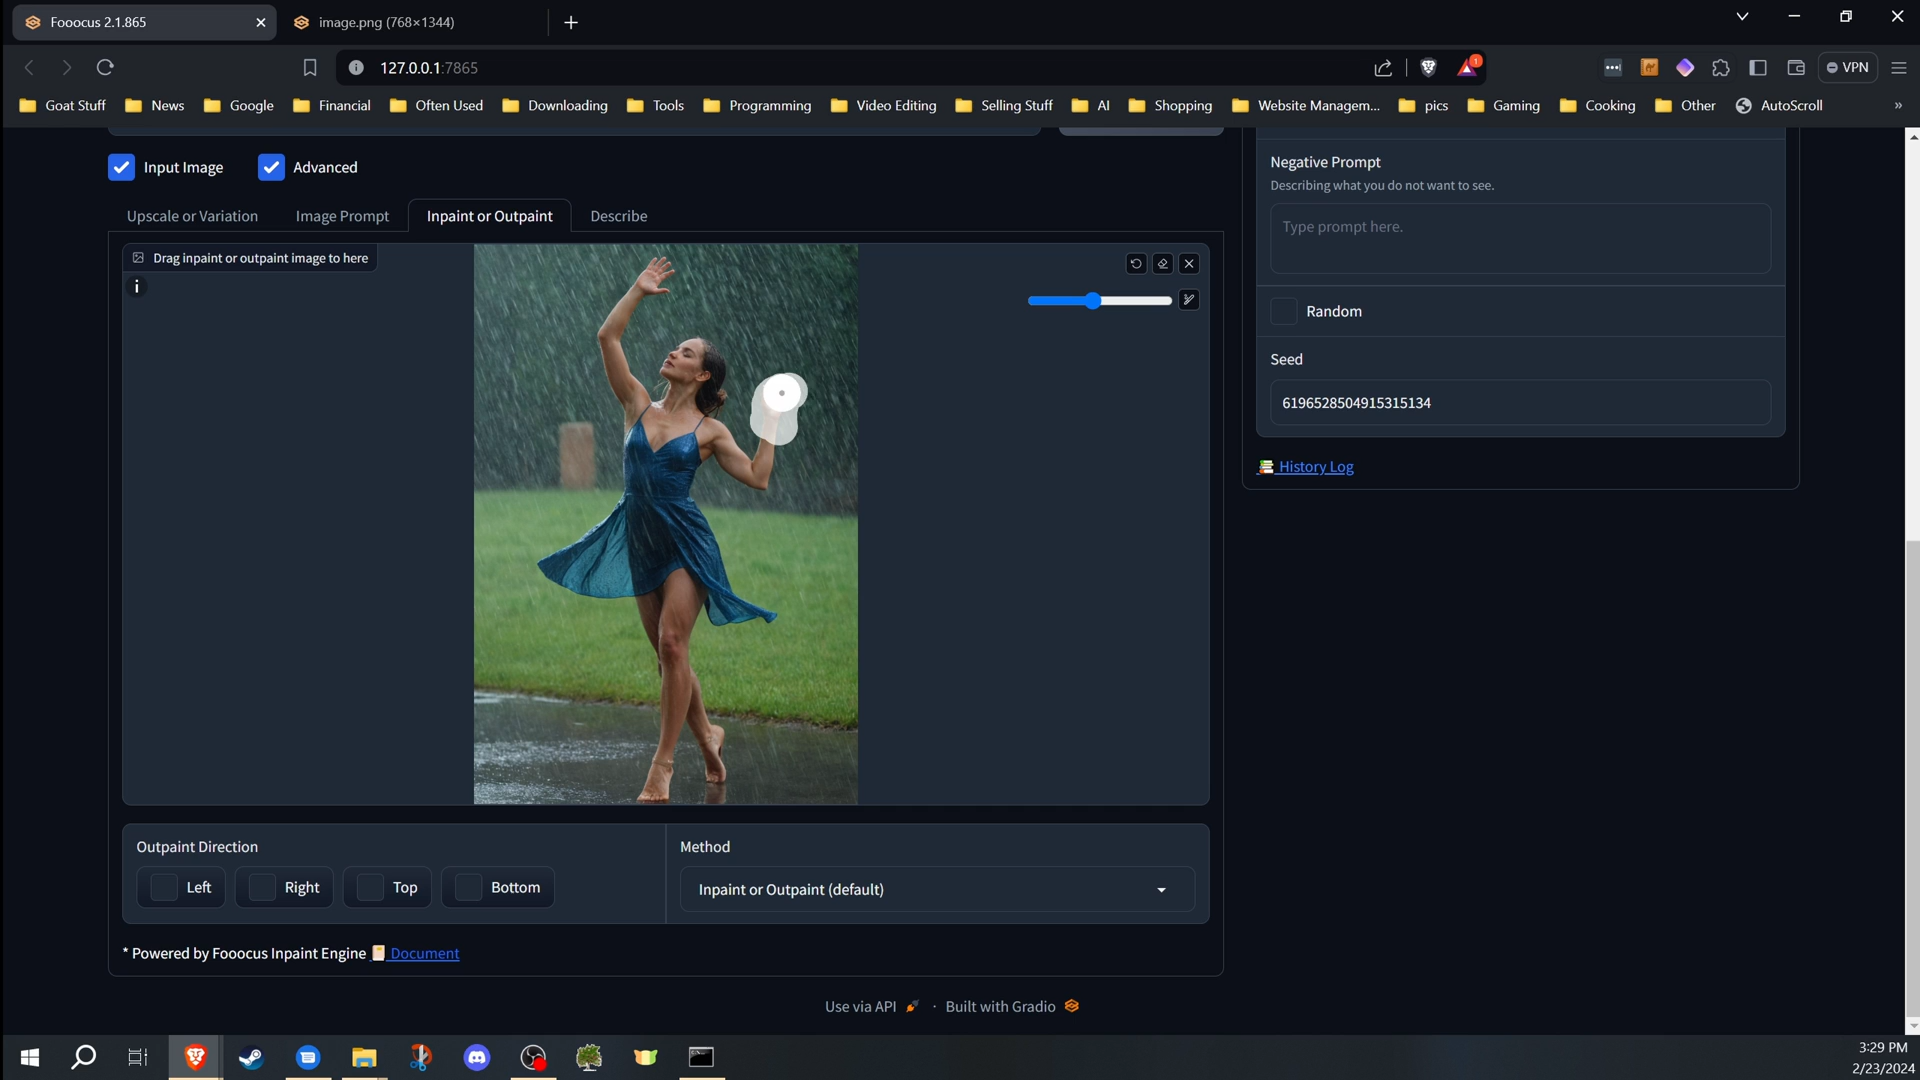 Fooocus 2.1.865
image.png (768×1344)
127.0.0.1:7865
1
VPN
Goat Stuff News Google Financial Often Used Downloading Tools Programming Video Editing Selling Stuff AI Shopping Website Managem... pics Gaming Cooking Other AutoScroll »
Input Image
Advanced
Upscale or Variation
Image Prompt
Inpaint or Outpaint
Describe
Drag inpaint or outpaint image to here
i
Outpaint Direction
Left
Right
Top
Bottom
Method
Inpaint or Outpaint (default)
* Powered by Fooocus Inpaint Engine Document
Negative Prompt
Describing what you do not want to see.
Type prompt here.
Random
Seed
6196528504915315134
History Log
Use via API · Built with Gradio
3:29 PM
2/23/2024